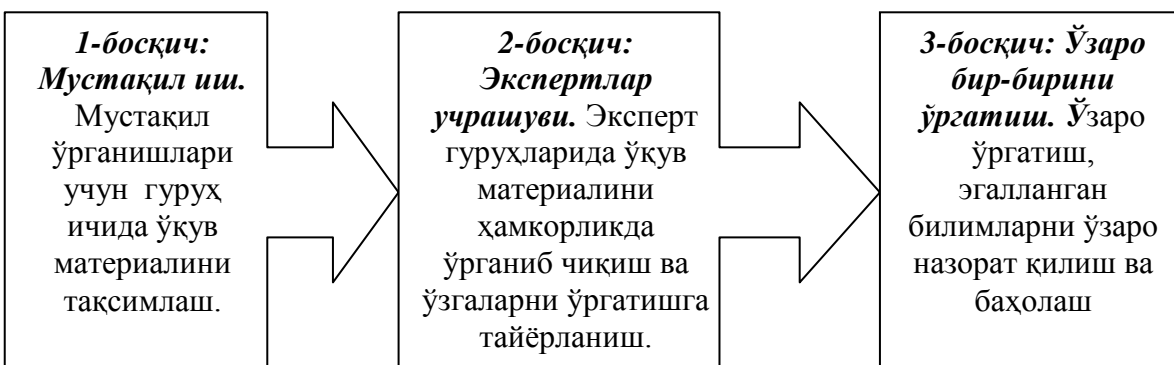 1-босқич:
Мустақил иш.
Мустақил
ўрганишлари
учун гуруҳ
ичида ўқув
материалини
тақсимлаш.
2-босқич:
Экспертлар
учрашуви. Эксперт
гуруҳларида ўқув
материалини
ҳамкорликда
ўрганиб чиқиш ва
ўзгаларни ўргатишга
тайёрланиш.
3-босқич: Ўзаро
бир-бирини
ўргатиш. Ўзаро
ўргатиш,
эгалланган
билимларни ўзаро
назорат қилиш ва
баҳолаш